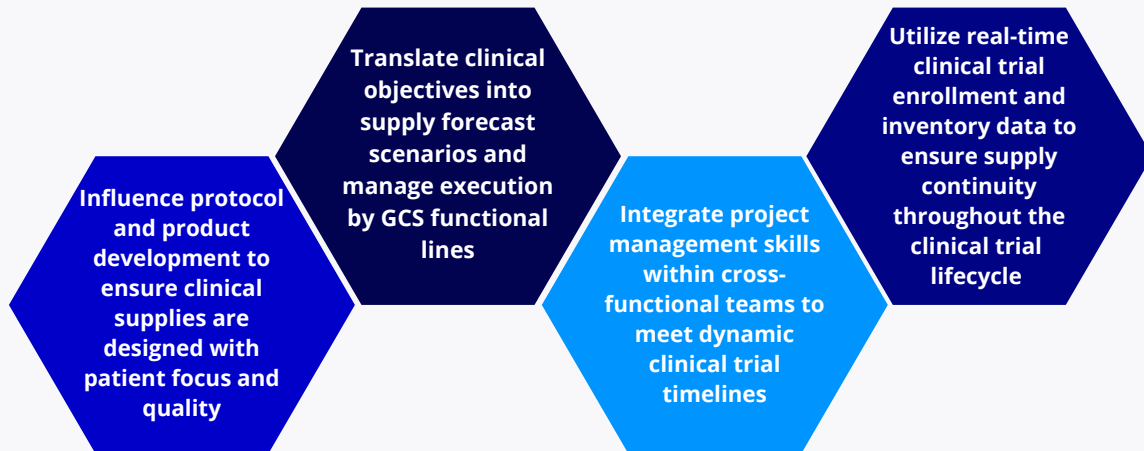 Influence protocol
and product
development to
ensure clinical
supplies are
designed with
patient focus and
quality
Translate clinical
objectives into
supply forecast
scenarios and
manage execution
by GCS functional
lines
Integrate project
management skills
within cross-
functional teams to
meet dynamic
clinical trial
timelines
Utilize real-time
clinical trial
enrollment and
inventory data to
ensure supply
continuity
throughout the
clinical trial
lifecycle